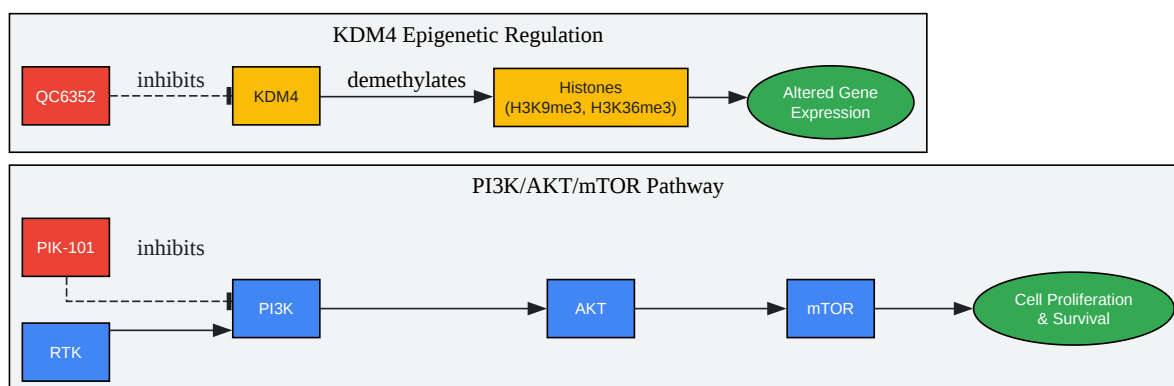 KDM4 Epigenetic Regulation
QC6352
inhibits
KDM4
demethylates
Histones
(H3K9me3, H3K36me3)
Altered Gene
Expression
PI3K/AKT/mTOR Pathway
PIK-101
inhibits
RTK
PI3K
AKT
mTOR
Cell Proliferation
& Survival